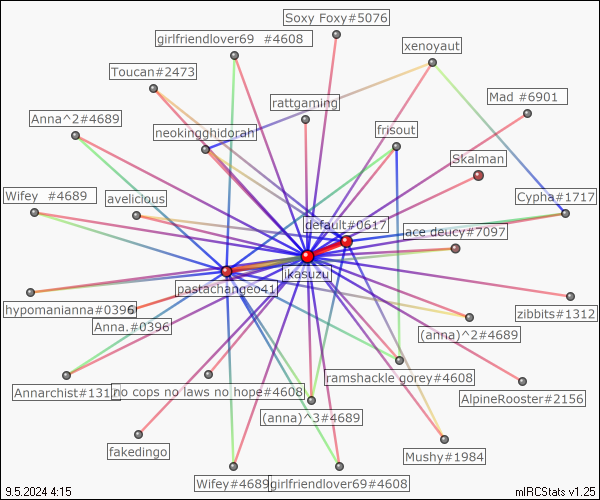 Soxy Foxy#5076
girlfriendlover69 #4608
xenoyaut
Toucan#2473
rattgaming
Mad #6901
Anna^2#4689
neokingghidorah
frisout
Skalman
Wifey #4689
avelicious
Cypha#1717
default#0617
ace deucy#7097
likasuzu
pastachangeo41
hypomanianna#0396
zibbits#1312
Anna.#0396
(anna)^2#4689
ramshackle gorey#4608
Annarchist#1312
no cops no laws no hope#4608
AlpineRooster#2156
(anna)^3#4689
fakedingo
Mushy#1984
Wifey#4689
girlfriendlover69#4608
9.5.2024 4:15
mIRCStats v1.25